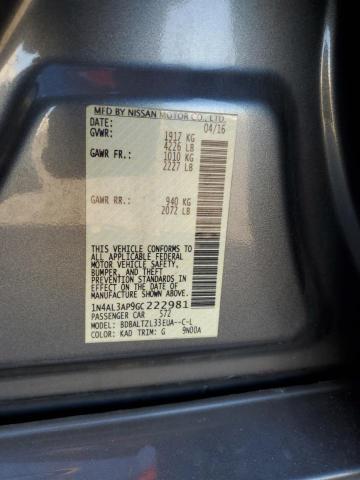 MFD BY NISSAN MOTOR CO., LTD.
DATE: 04/16
GVWR: 1917 KG
4226 LB
GAWR FR: 1010 KG
2227 LB
GAWR RR: 940 KG
2072 LB
THIS VEHICLE CONFORMS TO
ALL APPLICABLE FEDERAL
MOTOR VEHICLE SAFETY,
BUMPER, AND THEFT
PREVENTION STANDARDS IN
EFFECT ON THE DATE OF
MANUFACTURE SHOWN ABOVE.
1N4AL3AP9GC222981
PASSENGER CAR 572
MODEL: BDBALTZL33EUA--C-L
COLOR: KAD TRIM: G 9N00A